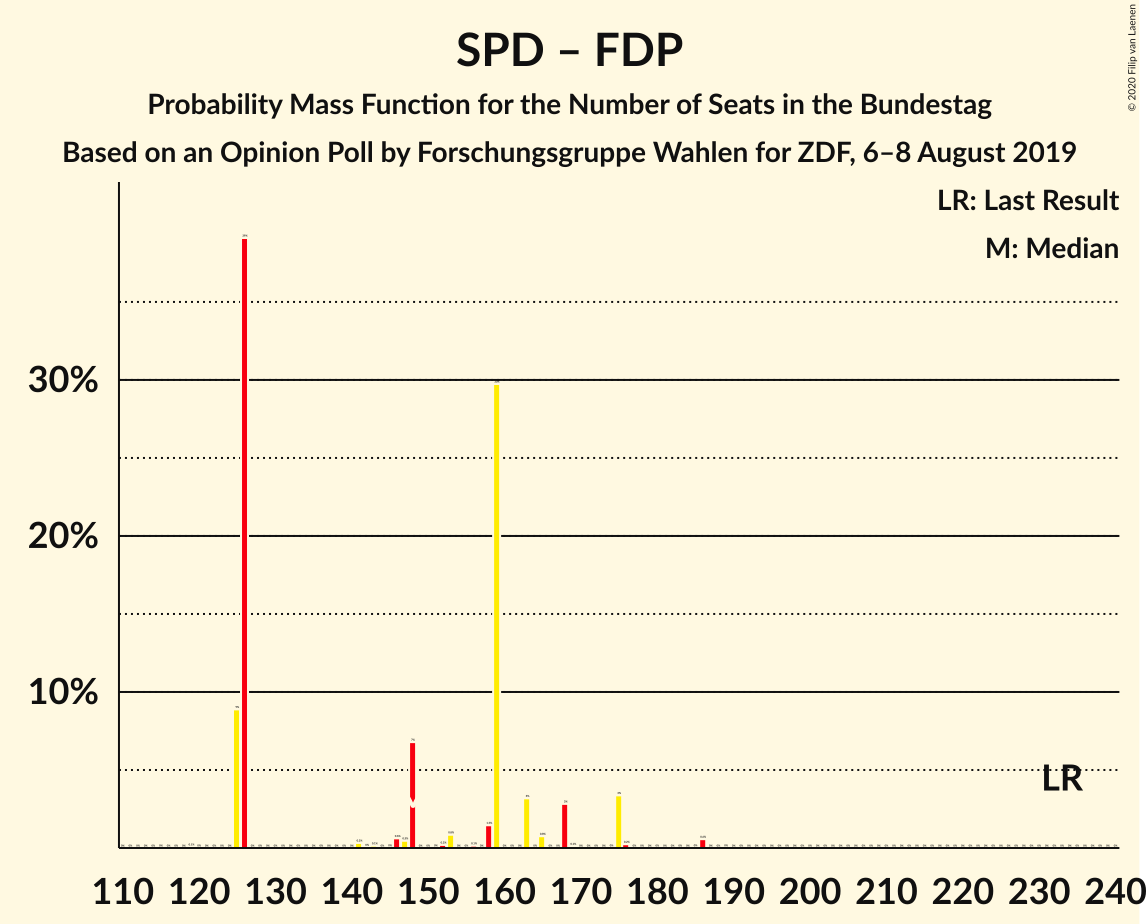 SPD – FDP
Probability Mass Function for the Number of Seats in the Bundestag
Based on an Opinion Poll by Forschungsgruppe Wahlen for ZDF, 6–8 August 2019
© 2020 Filip van Laenen
LR: Last Result
M: Median
30%
20%
10%
LR
110 120 130 140 150 160 170 180 190 200 210 220 230 240